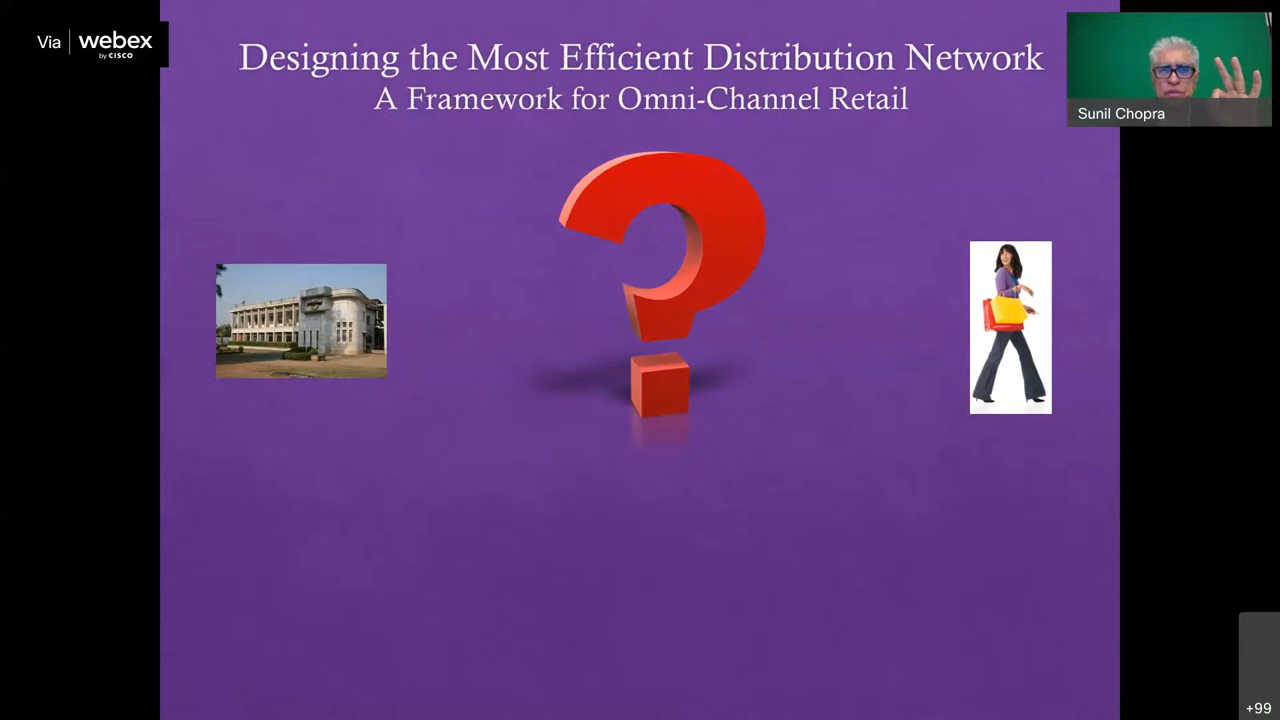 Via webex
by CISCO
Designing the Most Efficient Distribution Network
A Framework for Omni-Channel Retail
Sunil Chopra
+99